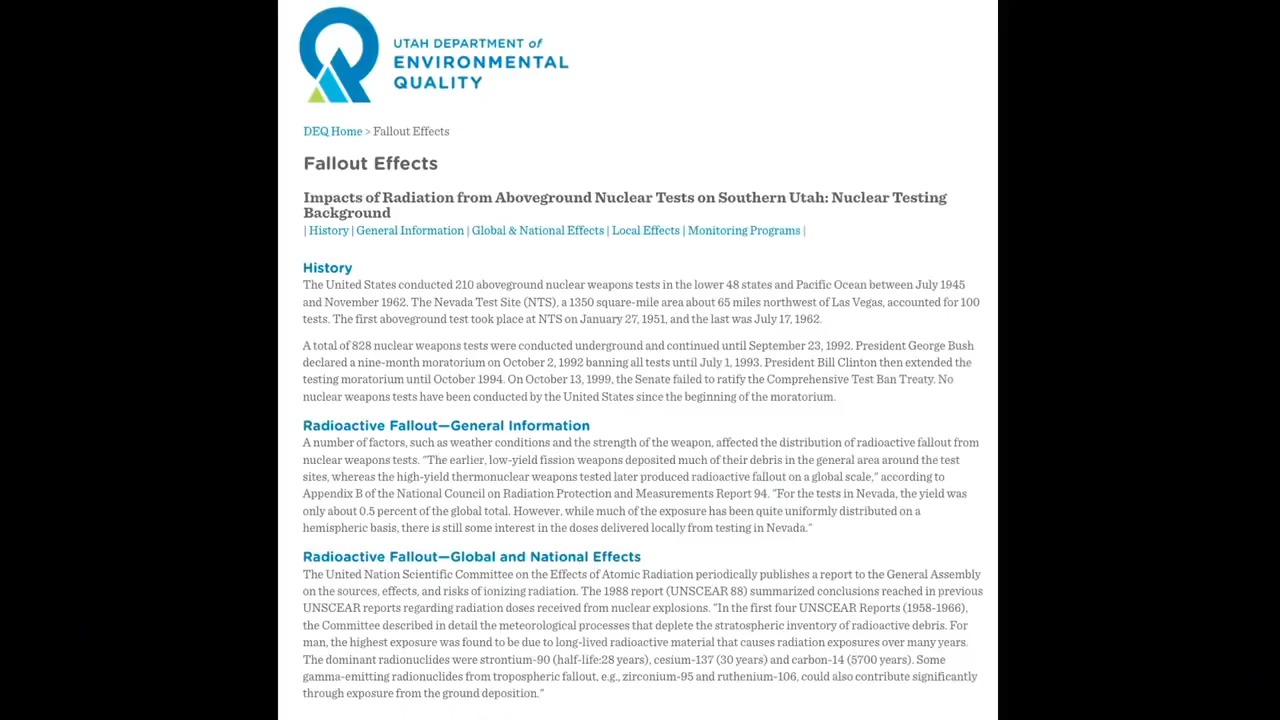 UTAH DEPARTMENT of
ENVIRONMENTAL
QUALITY
DEQ Home > Fallout Effects
Fallout Effects
Impacts of Radiation from Aboveground Nuclear Tests on Southern Utah: Nuclear Testing
Background
| History | General Information | Global & National Effects | Local Effects | Monitoring Programs |
History
The United States conducted 210 aboveground nuclear weapons tests in the lower 48 states and Pacific Ocean between July 1945
and November 1962. The Nevada Test Site (NTS), a 1350 square-mile area about 65 miles northwest of Las Vegas, accounted for 100
tests. The first aboveground test took place at NTS on January 27, 1951, and the last was July 17, 1962.
A total of 828 nuclear weapons tests were conducted underground and continued until September 23, 1992. President George Bush
declared a nine-month moratorium on October 2, 1992 banning all tests until July 1, 1993. President Bill Clinton then extended the
testing moratorium until October 1994. On October 13, 1999, the Senate failed to ratify the Comprehensive Test Ban Treaty. No
nuclear weapons tests have been conducted by the United States since the beginning of the moratorium.
Radioactive Fallout—General Information
A number of factors, such as weather conditions and the strength of the weapon, affected the distribution of radioactive fallout from
nuclear weapons tests. "The earlier, low-yield fission weapons deposited much of their debris in the general area around the test
sites, whereas the high-yield thermonuclear weapons tested later produced radioactive fallout on a global scale," according to
Appendix B of the National Council on Radiation Protection and Measurements Report 94. "For the tests in Nevada, the yield was
only about 0.5 percent of the global total. However, while much of the exposure has been quite uniformly distributed on a
hemispheric basis, there is still some interest in the doses delivered locally from testing in Nevada."
Radioactive Fallout—Global and National Effects
The United Nation Scientific Committee on the Effects of Atomic Radiation periodically publishes a report to the General Assembly
on the sources, effects, and risks of ionizing radiation. The 1988 report (UNSCEAR 88) summarized conclusions reached in previous
UNSCEAR reports regarding radiation doses received from nuclear explosions. "In the first four UNSCEAR Reports (1958-1966),
the Committee described in detail the meteorological processes that deplete the stratospheric inventory of radioactive debris. For
man, the highest exposure was found to be due to long-lived radioactive material that causes radiation exposures over many years.
The dominant radionuclides were strontium-90 (half-life:28 years), cesium-137 (30 years) and carbon-14 (5700 years). Some
gamma-emitting radionuclides from tropospheric fallout, e.g., zirconium-95 and ruthenium-106, could also contribute significantly
through exposure from the ground deposition."